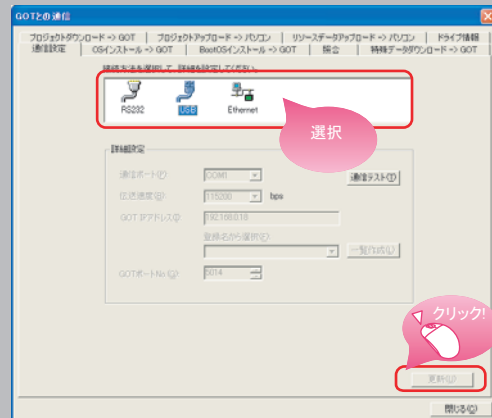 GOTとの通信
プロジェクトダウンロード -> GOT | プロジェクトアップロード -> パソコン | リソースデータアップロード -> パソコン | ドライブ情報
通信設定 | OSインストール -> GOT | BootOSインストール -> GOT | 照合 | 特殊データダウンロード -> GOT
接続方法を選択して、詳細を設定してください。
RS232 USB Ethernet
選択
詳細設定
通信ポート(P) COM1 通信テスト(T)
伝送速度(B) 115200 bps
GOT IPアドレス(I) 192.168.0.18
登録名から選択(F)
一覧作成(L)
GOTポートNo.(G) 5014
クリック!
更新(U)
閉じる(C)